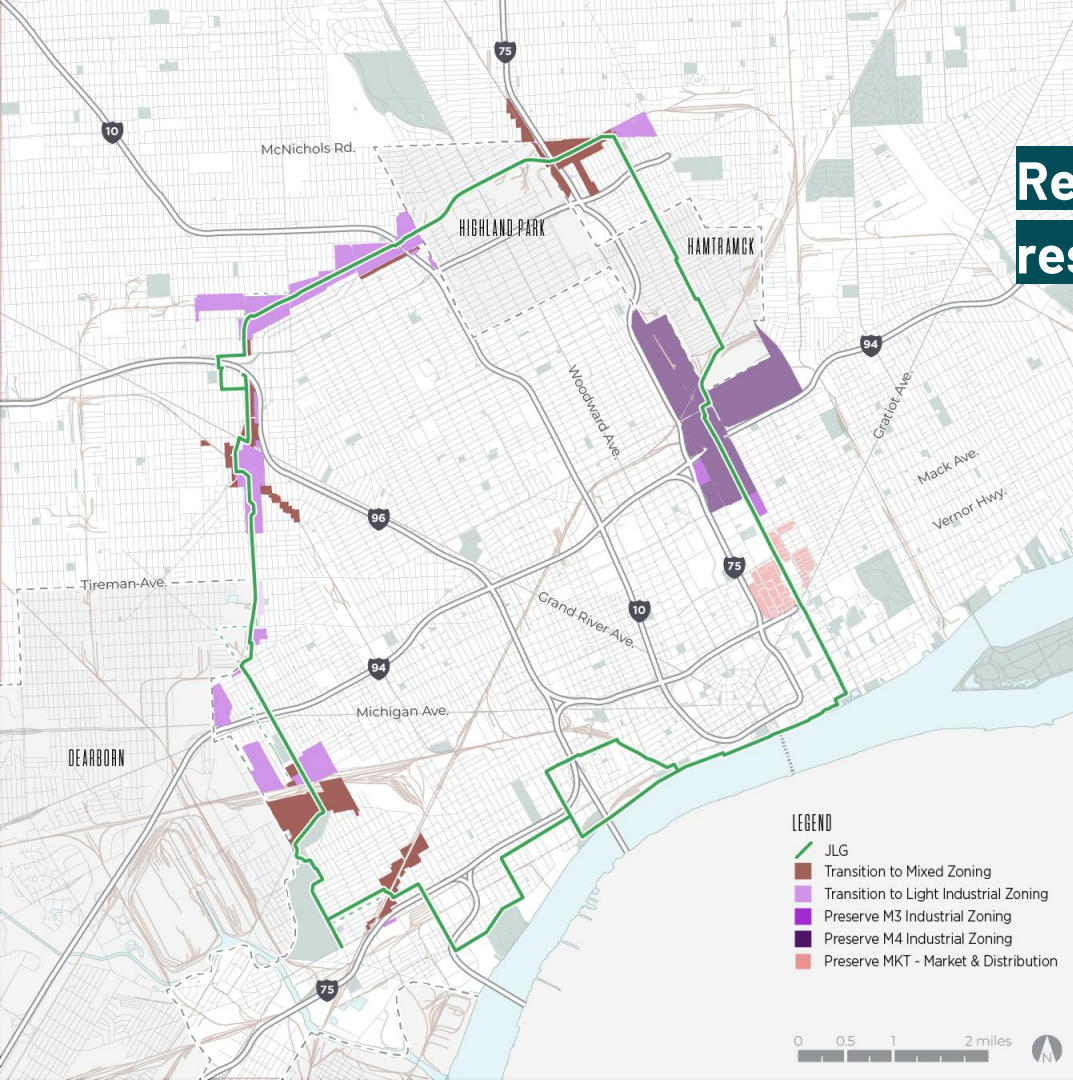 75
10
McNichols Rd.
HIGHLAND PARK
HAMTRAMCK
94
Woodward Ave.
Gratiot Ave.
Mack Ave.
Vernor Hwy.
96
75
Tireman Ave.
Grand River Ave.
10
94
Michigan Ave.
DEARBORN
75
Re
res
LEGEND
JLG
Transition to Mixed Zoning
Transition to Light Industrial Zoning
Preserve M3 Industrial Zoning
Preserve M4 Industrial Zoning
Preserve MKT - Market & Distribution
0 0.5 1 2 miles